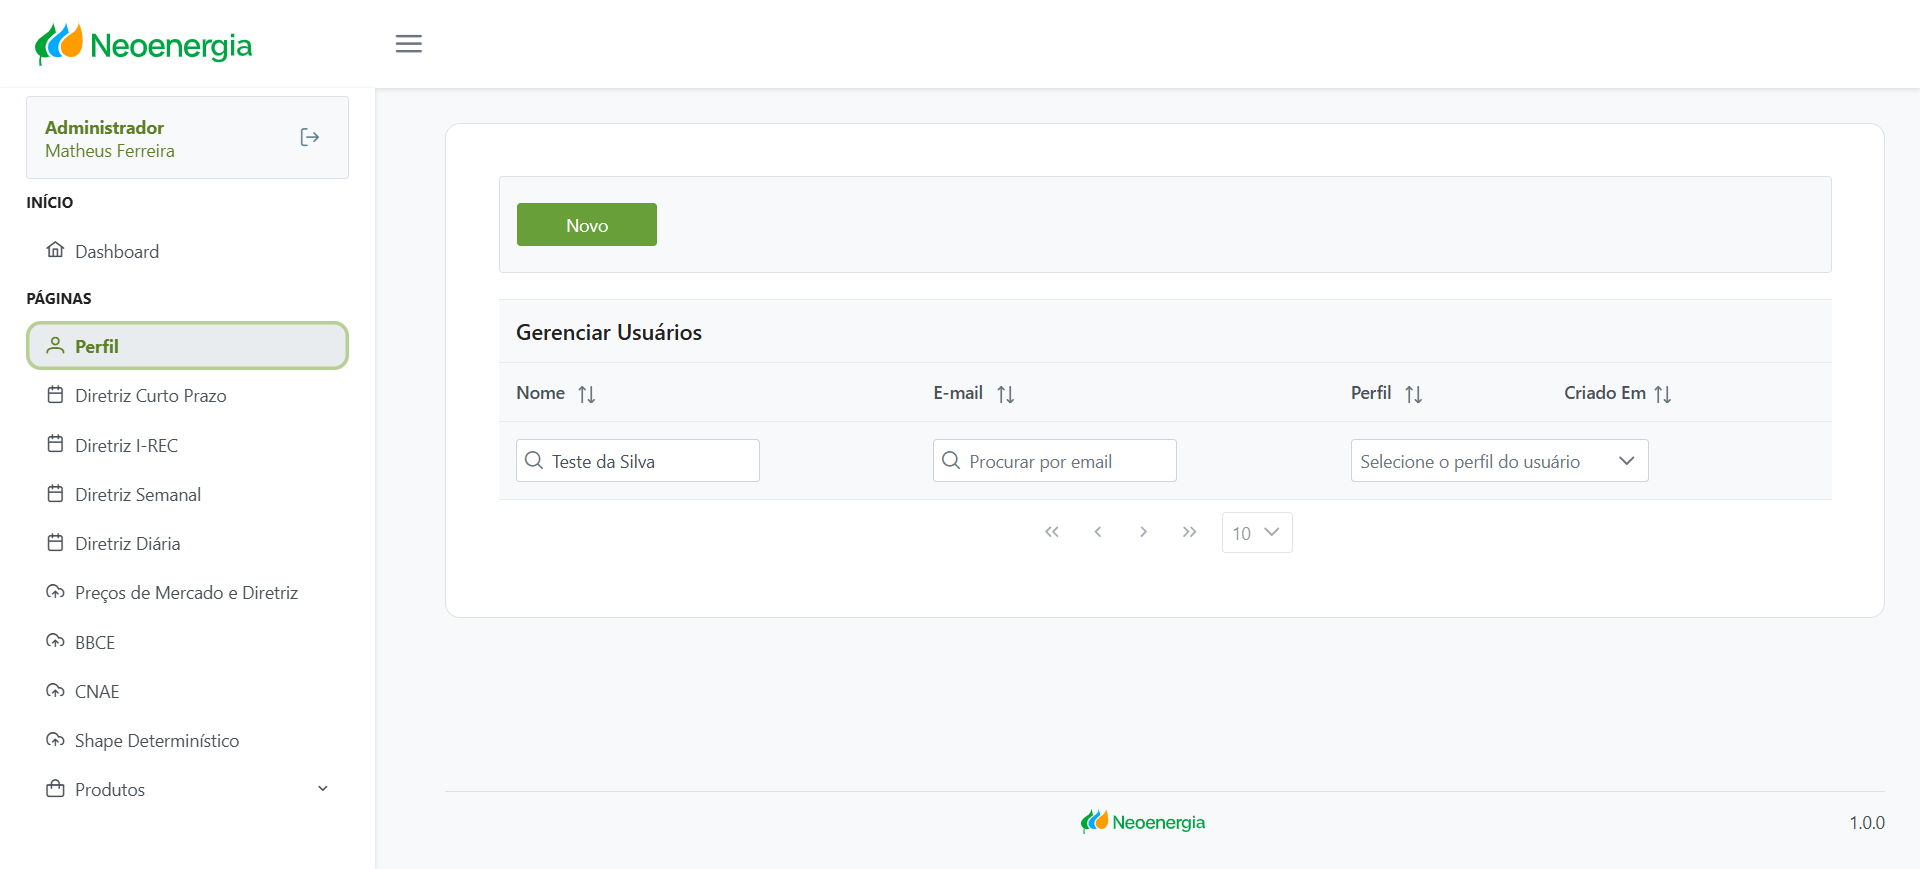 Neoenergia
Administrador
Matheus Ferreira
INÍCIO
Dashboard
PÁGINAS
Perfil
Diretriz Curto Prazo
Diretriz I-REC
Diretriz Semanal
Diretriz Diária
Preços de Mercado e Diretriz
BBCE
CNAE
Shape Determinístico
Produtos
Novo
Gerenciar Usuários
Nome E-mail Perfil Criado Em
Teste da Silva Procurar por email Selecione o perfil do usuário
10
Neoenergia
1.0.0